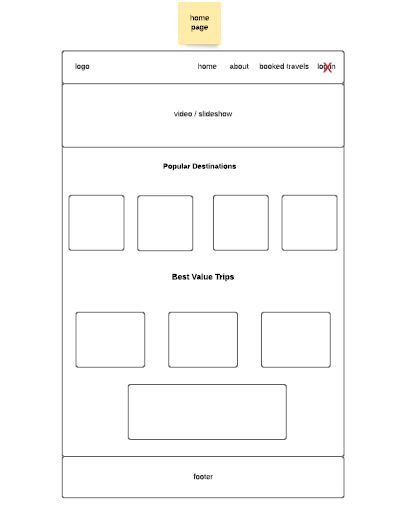 home
page
logo home about booked travels login
video / slideshow
Popular Destinations
Best Value Trips
footer